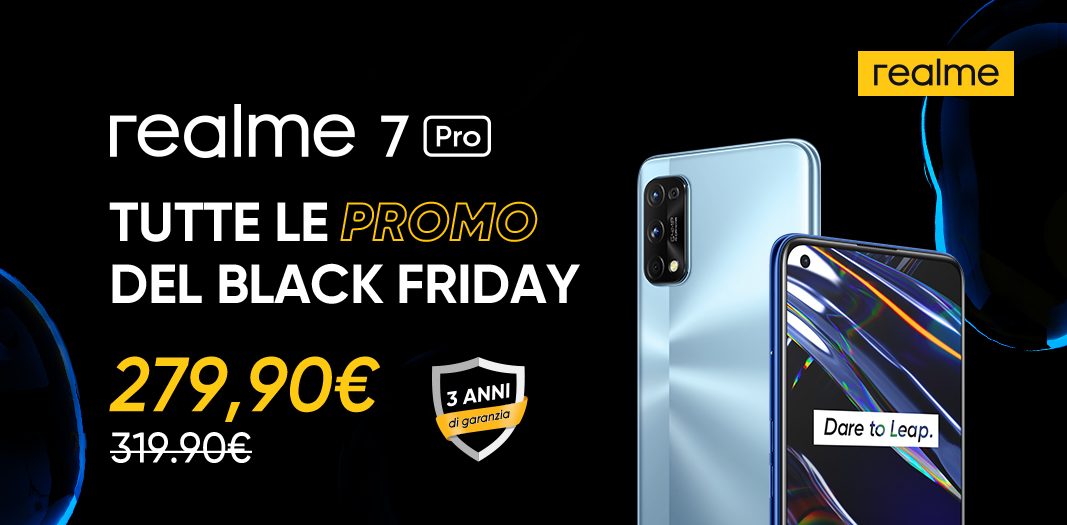 realme
realme 7 Pro
TUTTE LE PROMO
DEL BLACK FRIDAY
279,90€
319.90€
3 ANNI
di garanzia
Dare to Leap.